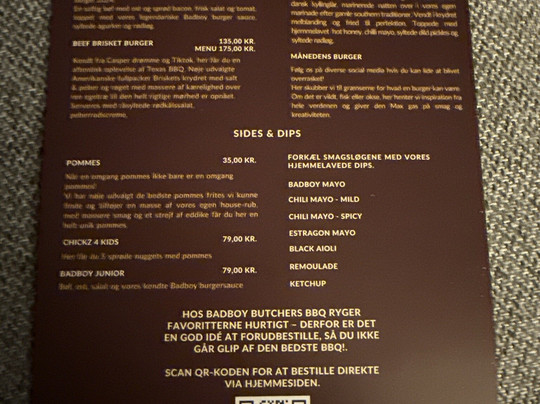 En saftig bøf med ost og sprød bacon, frisk salat og tomat,
toppet med vores legendariske Badboy burger sauce,
syltede agurker og rødløg.
BEEF BRISKET BURGER 135,00 KR.
MENU 175,00 KR.
Kendt fra Casper drømme og Tiktok, her får du en
autentisk oplevelse af Texas BBQ. Nøje udvalgte
Amerikanske fullpacker Briskets krydret med salt
& peber og røget med masser af kærelighed over
ren egetræ til den helt rigtige mørhed er opnået.
Serveres med råsyltede rødkålssalat,
peberrodscreme,
dansk kyllingelår, marineres natten over i vores egen
marinade efter gamle southern traditioner. Vendt i krydret
melblanding og fried til perfektion. Toppede med
hjemmelavet hot honey, chilli mayo, syltede dild pickles og
syltede rødløg.
MÅNEDENS BURGER
Følg os på diverse social media hvis du kan lide at blivet
overrasket!
Her skubber vi til grænserne for hvad en burger kan være.
Om det er vildt, fisk eller okse, her henter vi inspiration fra
hele verdenen og giver den Max gas på smag og
kreativiteten.
SIDES & DIPS
POMMES 35,00 KR.
Når en omgang pommes ikke bare er en omgang
pommes!
Vi har nøje udvalgt de bedste pommes frites vi kunne
finde og tilføjer en masse af vores egen house-rub,
med massere smag og et strejf af eddike får du her en
helt unik pommes.
CHICKZ 4 KIDS 79,00 KR.
Her får du 5 sprøde nuggets med pommes
BADBOY JUNIOR 79,00 KR.
Bøf, ost, salat og vores kendte Badboy burgersauce
FORKÆL SMAGSLØGENE MED VORES
HJEMMELAVEDE DIPS.
BADBOY MAYO
CHILI MAYO - MILD
CHILI MAYO - SPICY
ESTRAGON MAYO
BLACK AIOLI
REMOULADE
KETCHUP
HOS BADBOY BUTCHERS BBQ RYGER
FAVORITTERNE HURTIGT – DERFOR ER DET
EN GOD IDÉ AT FORUDBESTILLE, SÅ DU IKKE
GÅR GLIP AF DEN BEDSTE BBQ!.
SCAN QR-KODEN FOR AT BESTILLE DIREKTE
VIA HJEMMESIDEN.